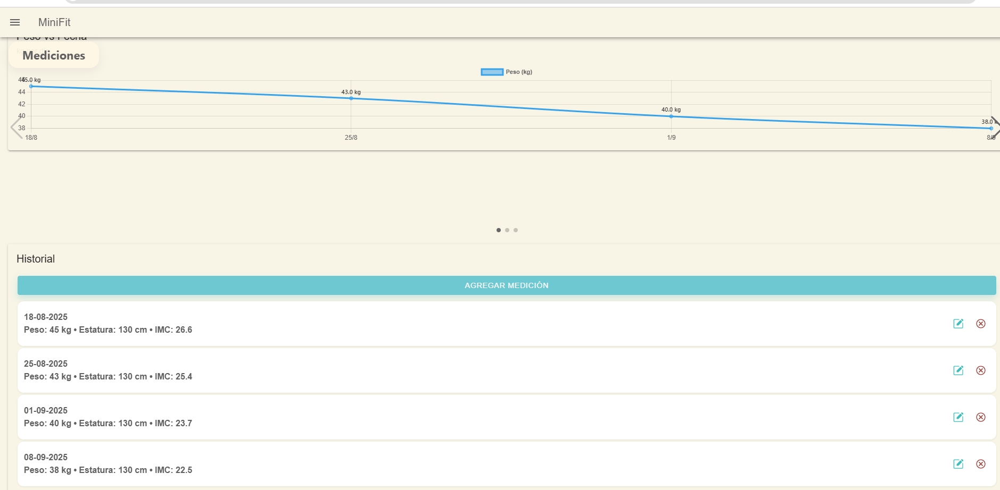 MiniFit
Peso vs Fecha
Mediciones
Peso (kg)
46
45.0 kg
44
43.0 kg
42
40
40.0 kg
38
38.0
18/8
25/8
1/9
8/9
Historial
AGREGAR MEDICIÓN
18-08-2025
Peso: 45 kg • Estatura: 130 cm • IMC: 26.6
25-08-2025
Peso: 43 kg • Estatura: 130 cm • IMC: 25.4
01-09-2025
Peso: 40 kg • Estatura: 130 cm • IMC: 23.7
08-09-2025
Peso: 38 kg • Estatura: 130 cm • IMC: 22.5